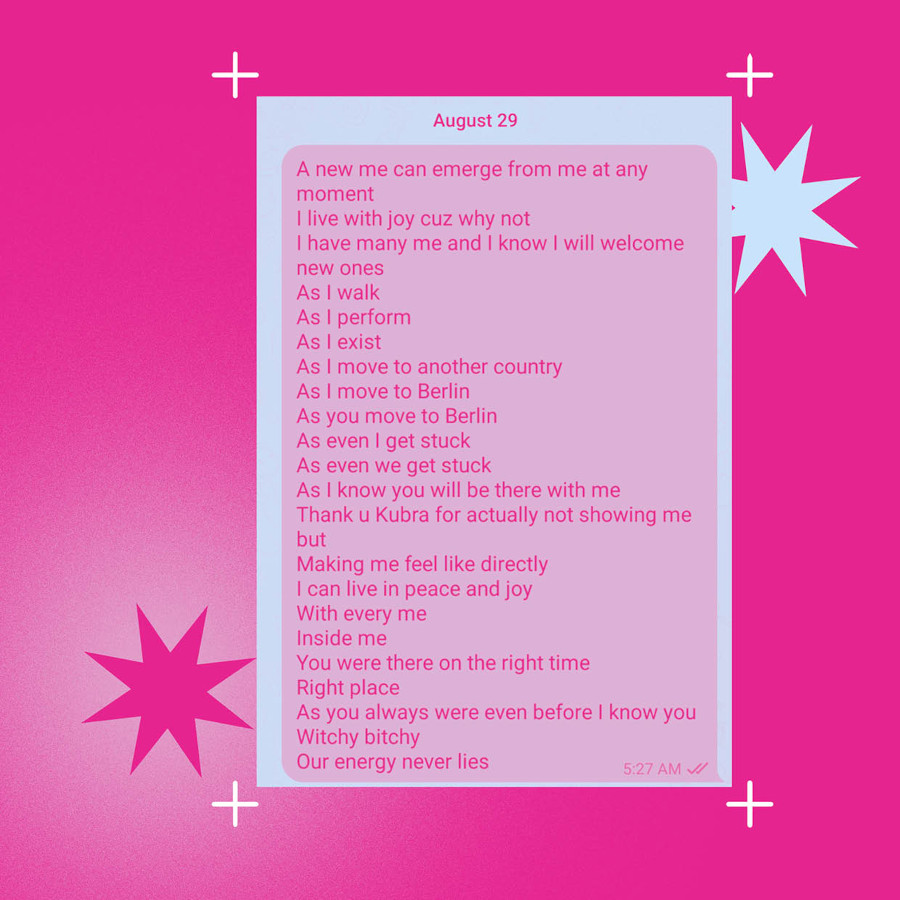 August 29
A new me can emerge from me at any
moment
I live with joy cuz why not
I have many me and I know I will welcome
new ones
As I walk
As I perform
As I exist
As I move to another country
As I move to Berlin
As you move to Berlin
As even I get stuck
As even we get stuck
As I know you will be there with me
Thank u Kubra for actually not showing me
but
Making me feel like directly
I can live in peace and joy
With every me
Inside me
You were there on the right time
Right place
As you always were even before I know you
Witchy bitchy
Our energy never lies
5:27 AM